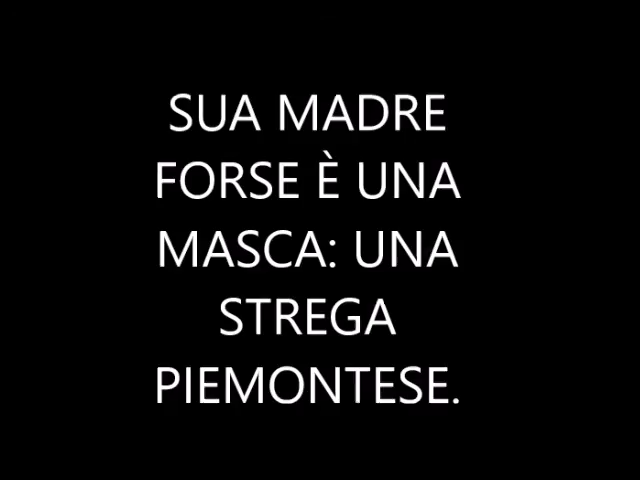 SUA MADRE
FORSE È UNA
MASCA: UNA
STREGA
PIEMONTESE.